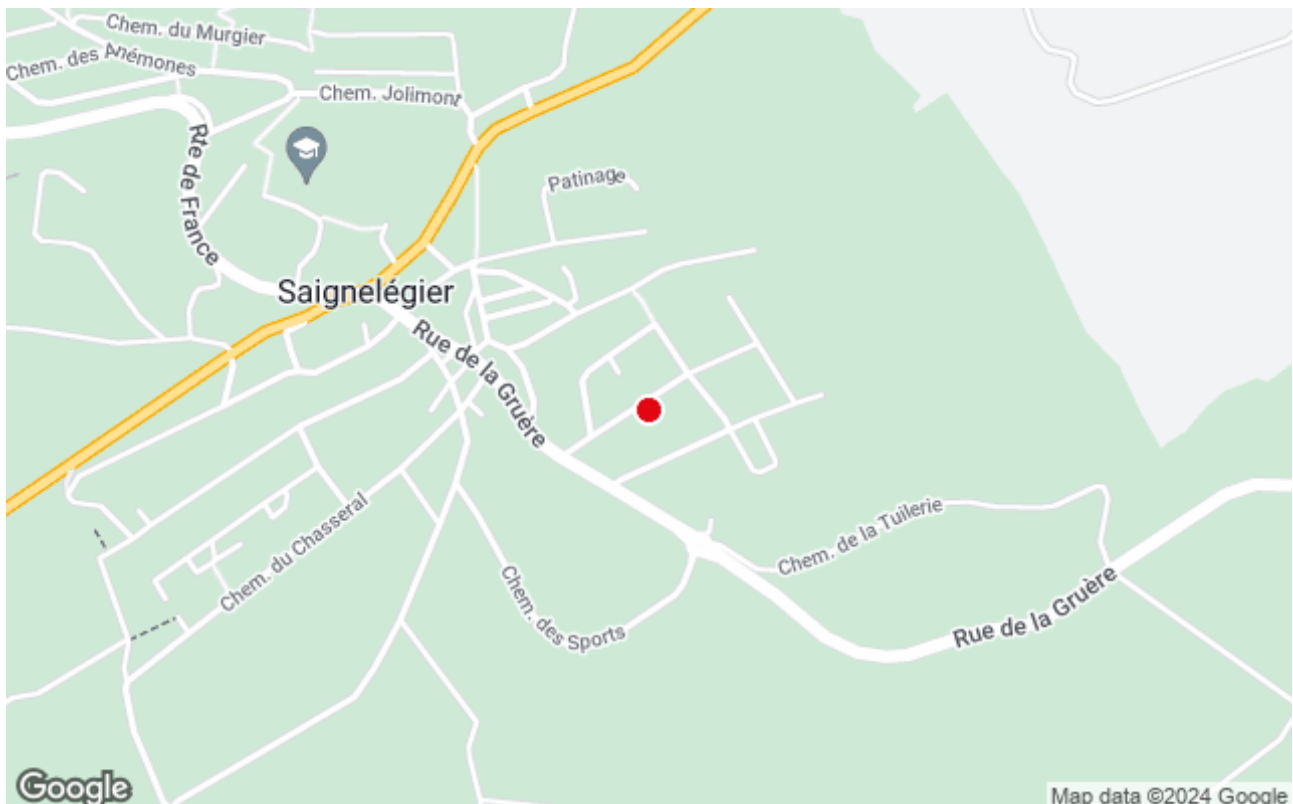 Chem. du Murgier
Chem. des Anémones
Chem. Jolimont
Rte de France
Patinage
Saignelégier
Rue de la Gruère
Chem. du Chasseral
Chem. de la Tuilerie
Chem. des Sports
Rue de la Gruère
Google
Map data ©2024 Google